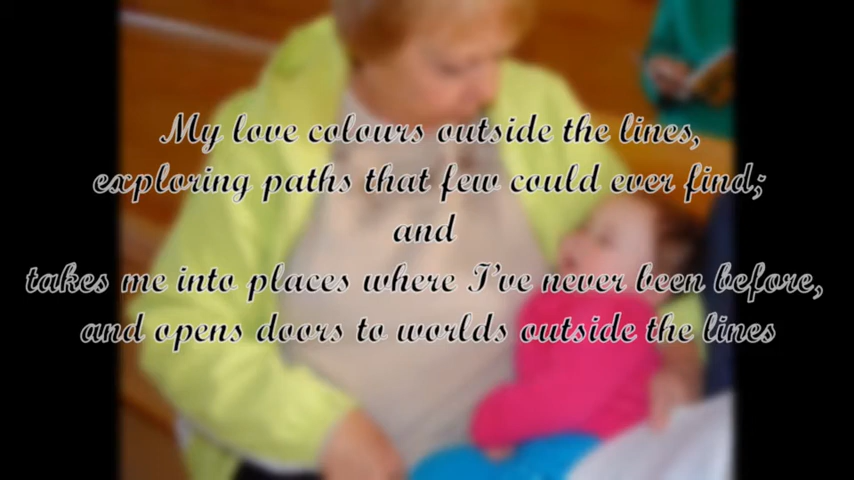 My love colours outside the lines,
exploring paths that few could ever find;
and
takes me into places where I've never been before,
and opens doors to worlds outside the lines